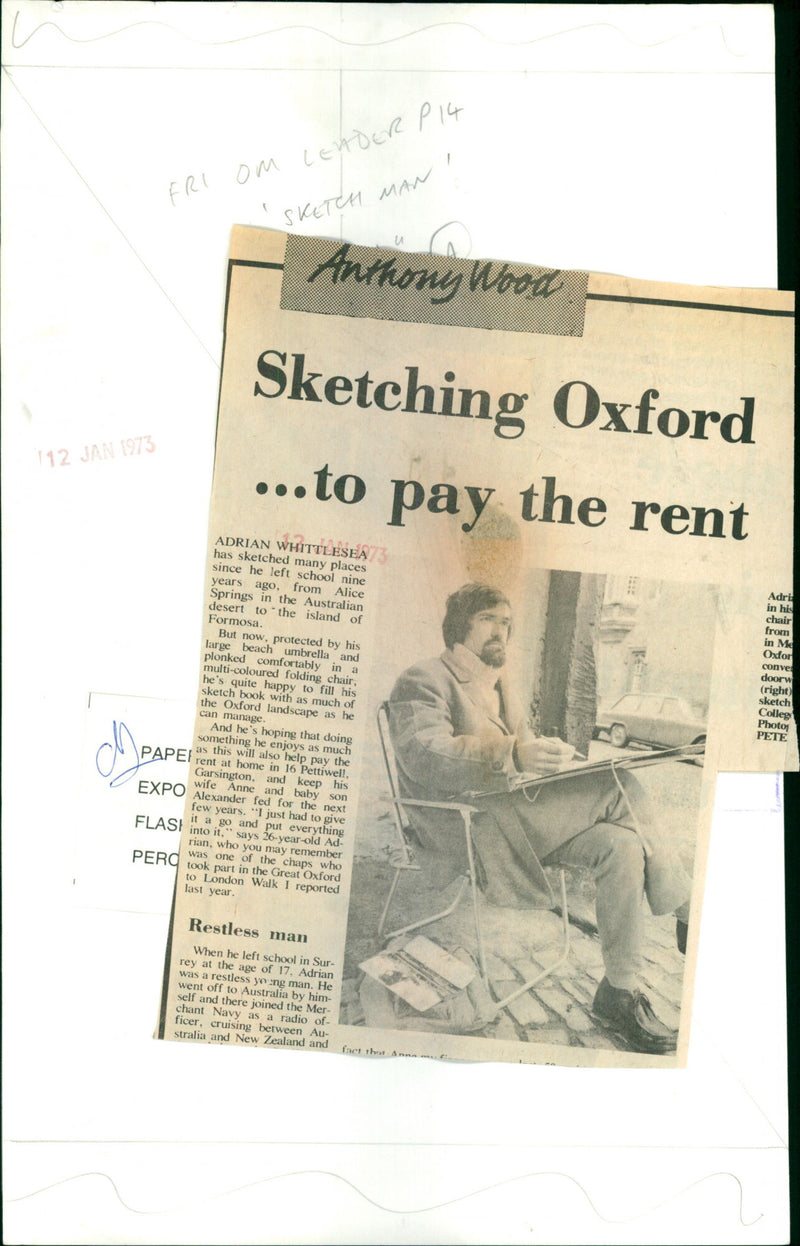 FRI OM LEADER P14
'SKETCH MAN'
"
A
12 JAN 1973
Anthony Wood
Sketching Oxford
...to pay the rent
12 JAN 1973
ADRIAN WHITTLESEA
has sketched many places
since he left school nine
years ago, from Alice
Springs in the Australian
desert to the island of
Formosa.
But now, protected by his
large beach umbrella and
plonked comfortably in a
multi-coloured folding chair,
he's quite happy to fill his
sketch book with as much of
the Oxford landscape as he
can manage.
And he's hoping that doing
something he enjoys as much
as this will also help pay the
rent at home in 16 Pettiwell,
Garsington, and keep his
wife Anne and baby son
Alexander fed for the next
few years. "I just had to give
it a go and put everything
into it," says 26-year-old Ad-
rian, who you may remember
was one of the chaps who
took part in the Great Oxford
to London Walk I reported
last year.
Restless man
When he left school in Sur-
rey at the age of 17, Adrian
was a restless young man. He
went off to Australia by him-
self and there joined the Mer-
chant Navy as a radio of-
ficer, cruising between Au-
stralia and New Zealand and
fact that Anne
Adri
in his
chair
from
in Me
Oxfor
conve
doorw
(right)
sketch
College
Photo
PETE
PAPE
EXPO
FLAS
PERC